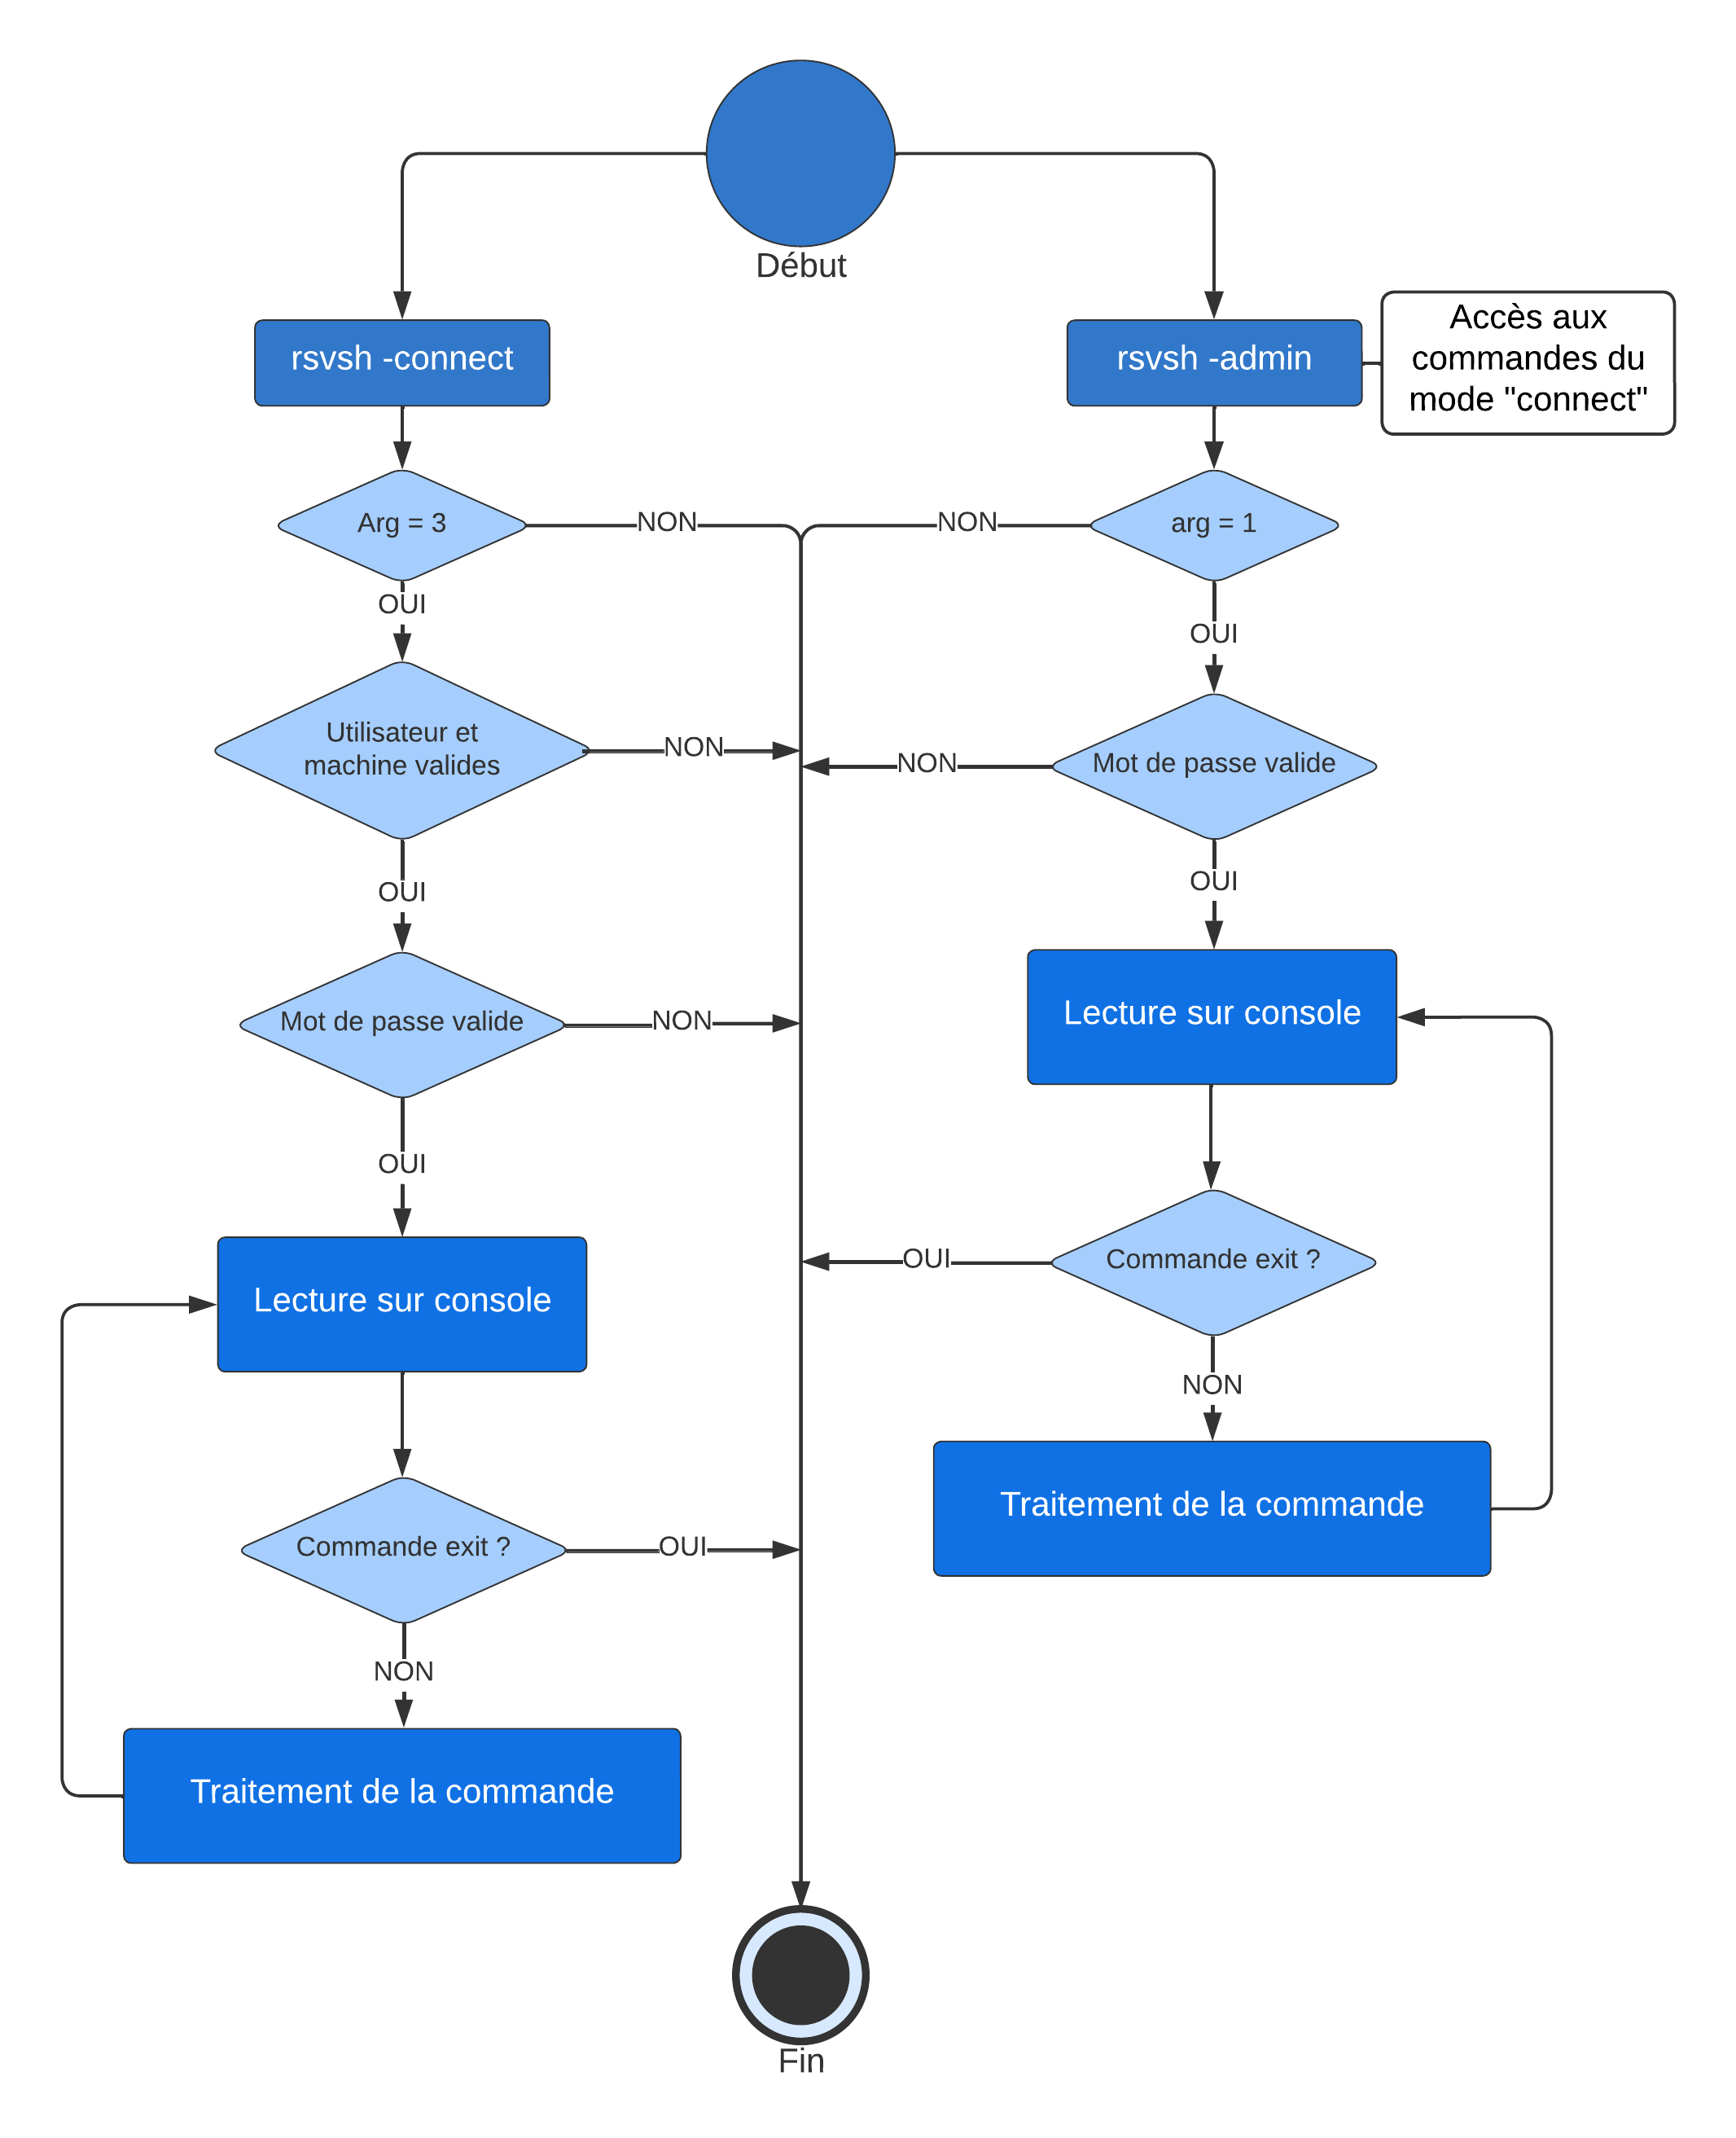 Début
rsvsh -connect
rsvsh -admin
Accès aux
commandes du
mode "connect"
Arg = 3
NON
NON
arg = 1
OUI
OUI
Utilisateur et
machine valides
NON
NON
Mot de passe valide
OUI
OUI
Mot de passe valide
NON
Lecture sur console
OUI
OUI
Commande exit ?
Lecture sur console
NON
Traitement de la commande
Commande exit ?
OUI
NON
Traitement de la commande
Fin